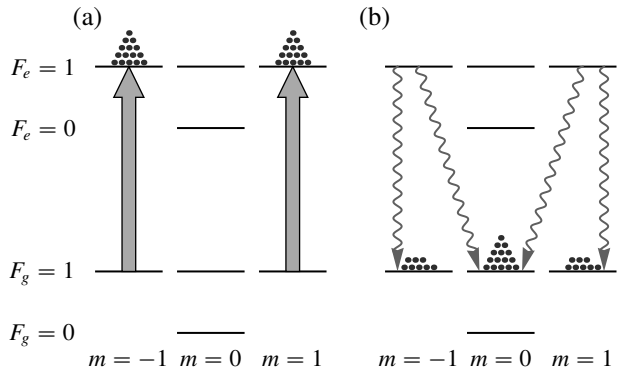 (a) (b)
F_e = 1
F_e = 0
F_g = 1
F_g = 0
m = −1 m = 0 m = 1 m = −1 m = 0 m = 1